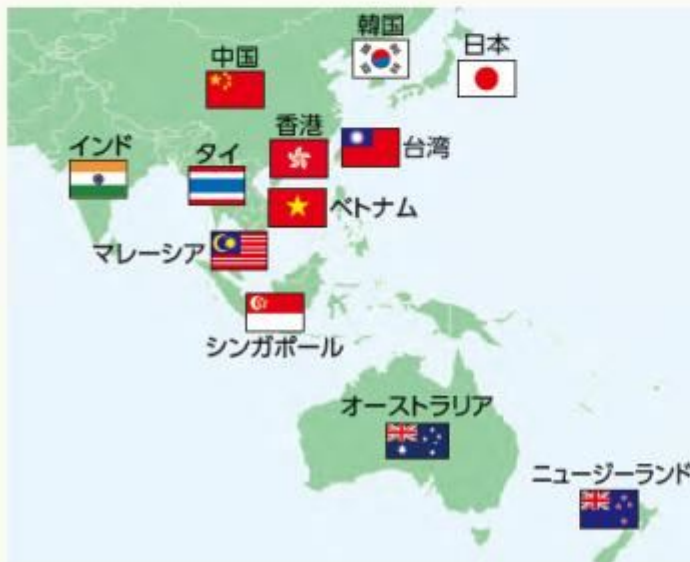 韓国
日本
中国
香港
台湾
インド
タイ
ベトナム
マレーシア
シンガポール
オーストラリア
ニュージーランド